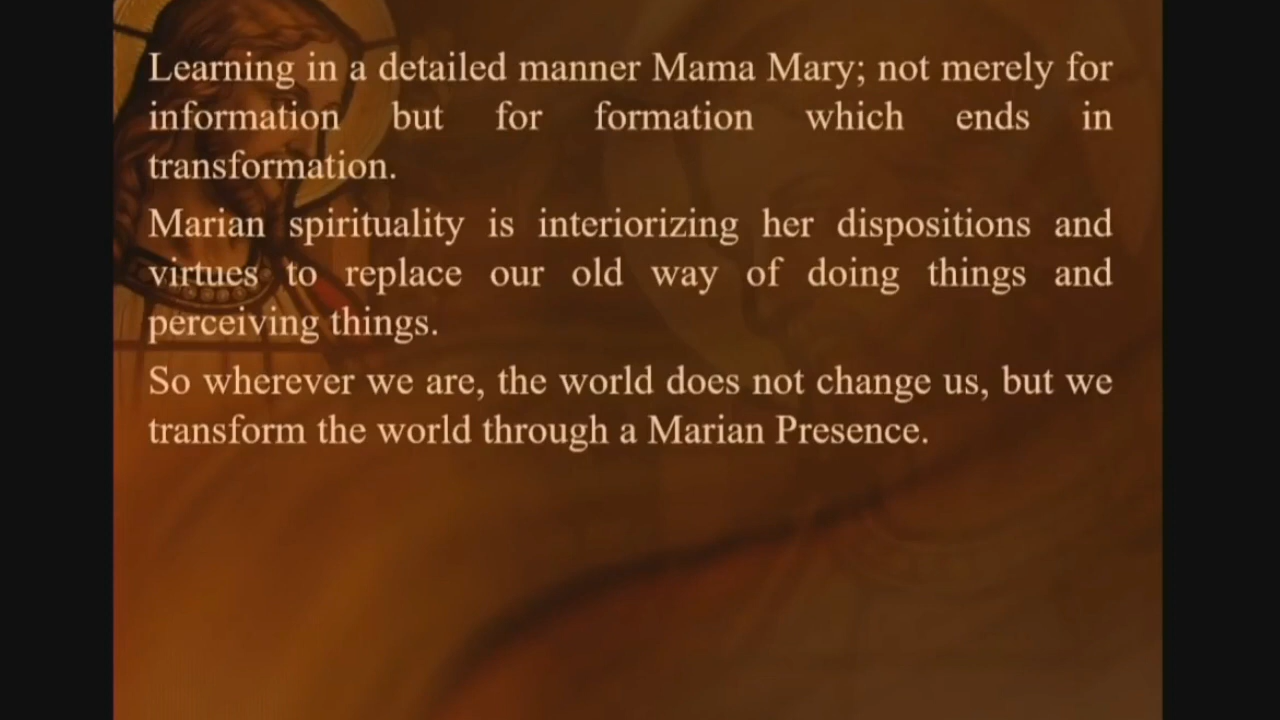 Learning in a detailed manner Mama Mary; not merely for
information but for formation which ends in
transformation.
Marian spirituality is interiorizing her dispositions and
virtues to replace our old way of doing things and
perceiving things.
So wherever we are, the world does not change us, but we
transform the world through a Marian Presence.